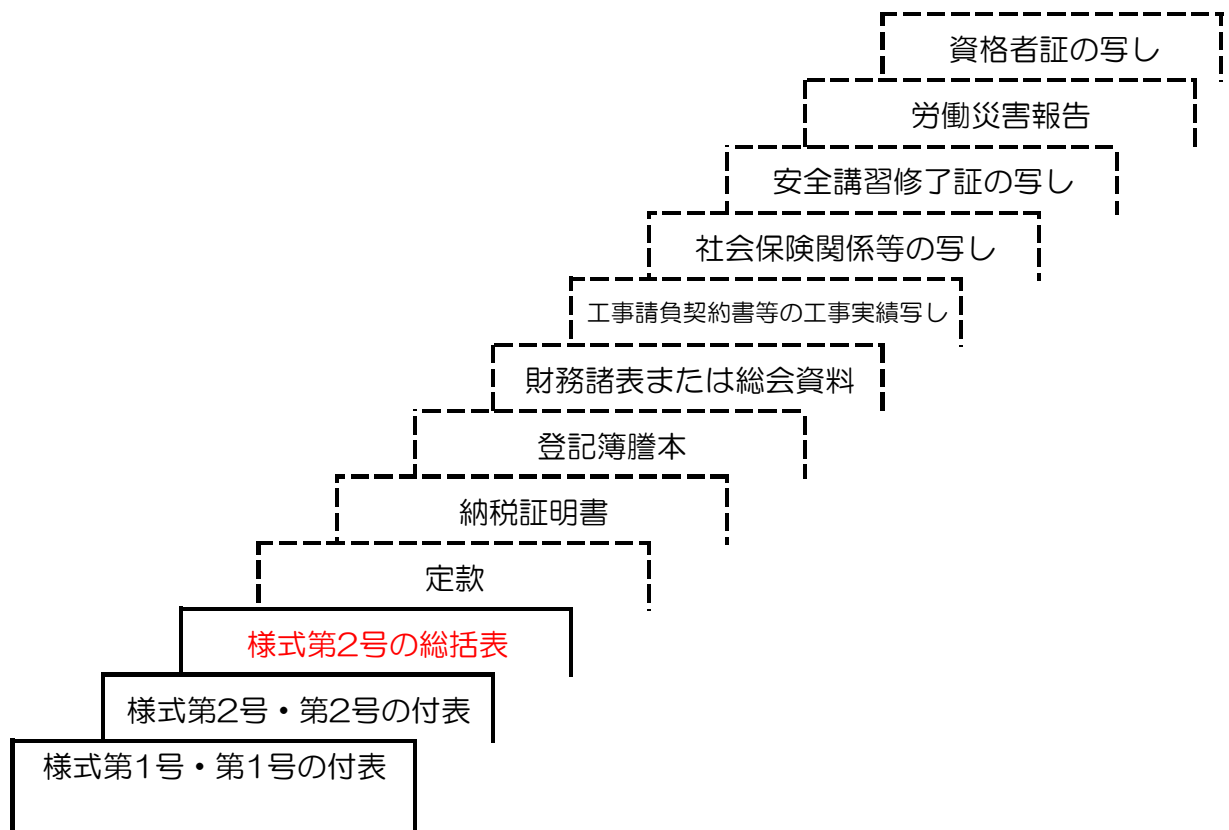 資格者証の写し
労働災害報告
安全講習修了証の写し
社会保険関係等の写し
工事請負契約書等の工事実績写し
財務諸表または総会資料
登記簿謄本
納税証明書
定款
様式第2号の総括表
様式第2号・第2号の付表
様式第1号・第1号の付表